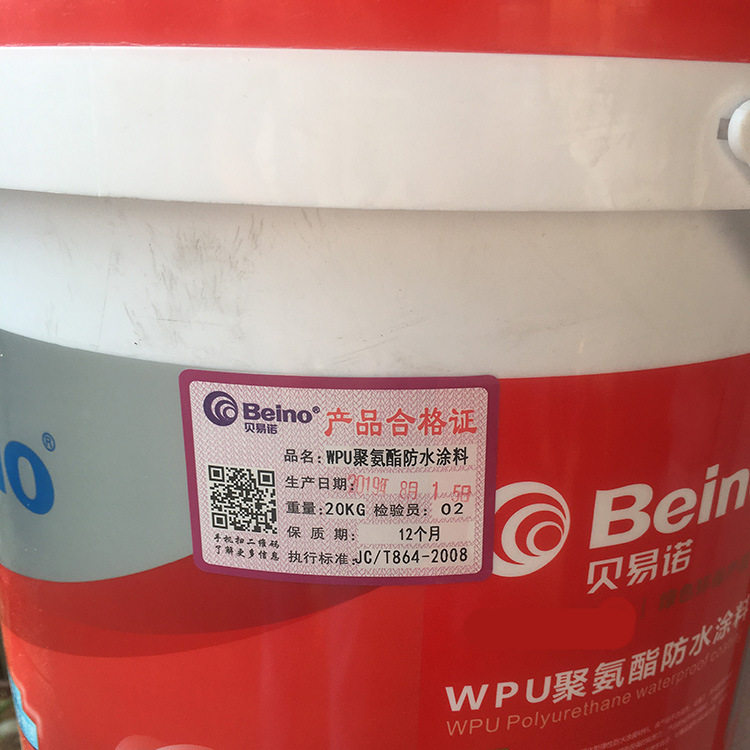 Beino®
贝易诺
产品合格证
品名:WPU聚氨酯防水涂料
生产日期: 2019年 8月 1 5日
重量:20KG 检验员: 02
保 质 期: 12个月
执行标准:JC/T864-2008
手机扫二维码
了解更多信息
no®
Beino
贝易诺
WPU聚氨酯防水涂料
WPU Polyurethane waterproof